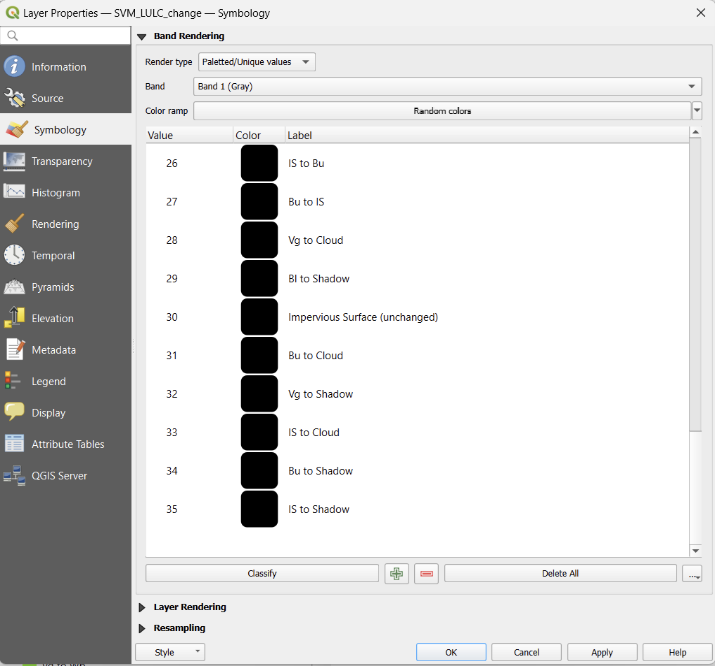 Layer Properties — SVM_LULC_change — Symbology
Information
Source
Symbology
Transparency
Histogram
Rendering
Temporal
Pyramids
Elevation
Metadata
Legend
Display
Attribute Tables
QGIS Server
Band Rendering
Render type Paletted/Unique values
Band Band 1 (Gray)
Color ramp Random colors
Value Color Label
26 IS to Bu
27 Bu to IS
28 Vg to Cloud
29 Bl to Shadow
30 Impervious Surface (unchanged)
31 Bu to Cloud
32 Vg to Shadow
33 IS to Cloud
34 Bu to Shadow
35 IS to Shadow
Classify Delete All ...
Layer Rendering
Resampling
Style OK Cancel Apply Help